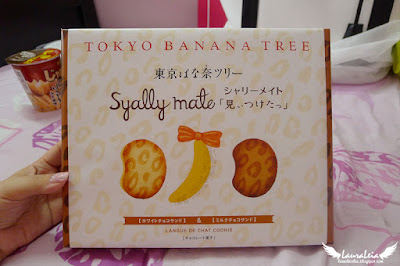 TOKYO BANANA TREE
東京ばな奈ツリー
Syally mate
シャリーメイト
「見ぃつけたっ」
【ホワイトチョコサンド】 & 【ミルクチョコサンド】
LANGUE DE CHAT COOKIE
Lauraleia